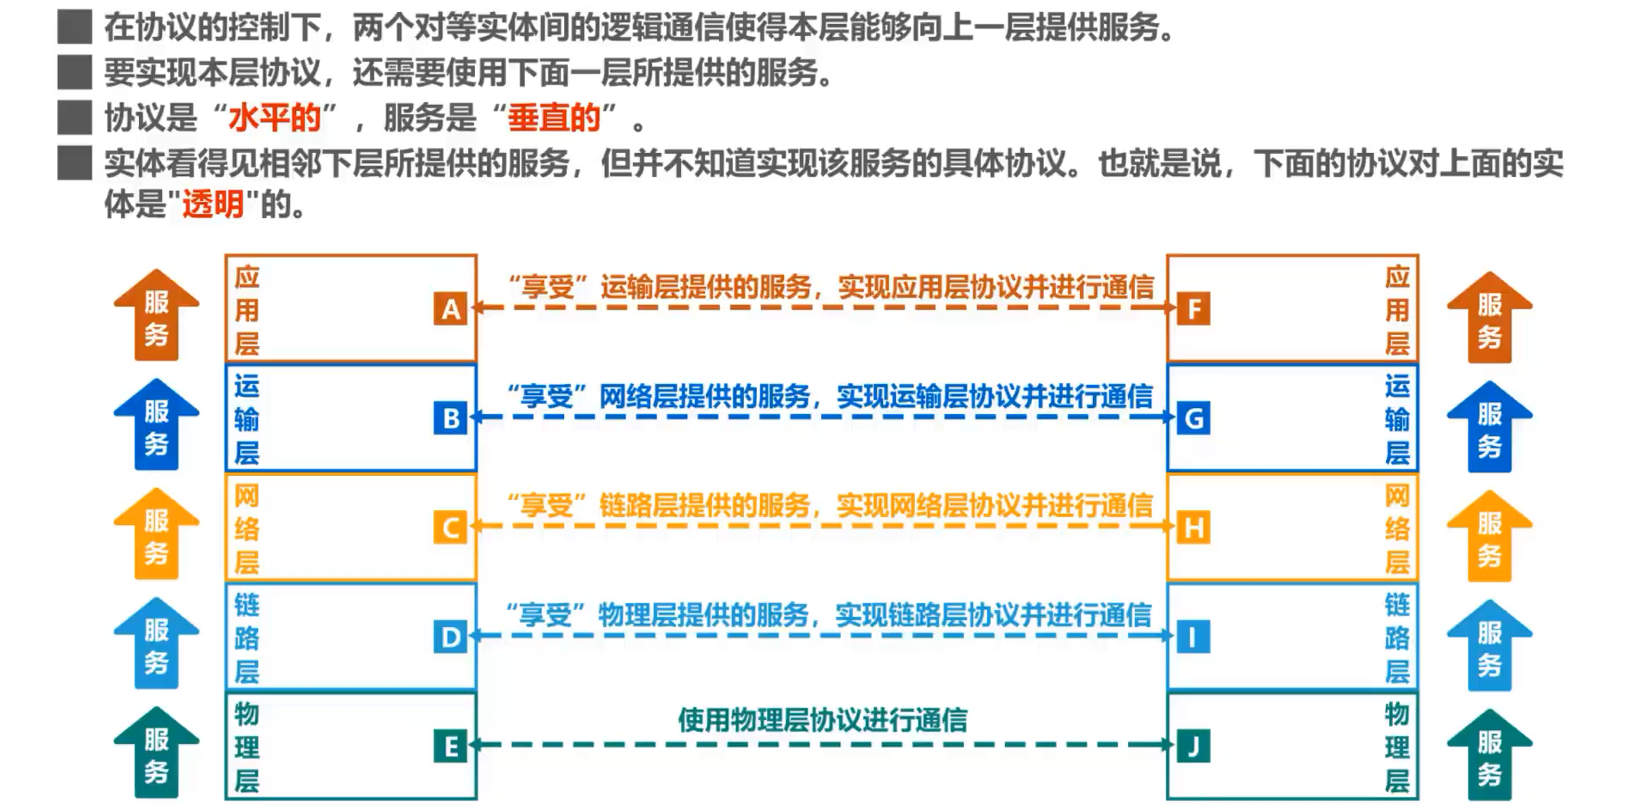 在协议的控制下，两个对等实体间的逻辑通信使得本层能够向上一层提供服务。
要实现本层协议，还需要使用下面一层所提供的服务。
协议是“水平的”，服务是“垂直的”。
实体看得见相邻下层所提供的服务，但并不知道实现该服务的具体协议。也就是说，下面的协议对上面的实
体是"透明"的。
服务
应用层
A
“享受”运输层提供的服务，实现应用层协议并进行通信
F
应用层
服务
服务
运输层
B
“享受”网络层提供的服务，实现运输层协议并进行通信
G
运输层
服务
服务
网络层
C
“享受”链路层提供的服务，实现网络层协议并进行通信
H
网络层
服务
服务
链路层
D
“享受”物理层提供的服务，实现链路层协议并进行通信
I
链路层
服务
服务
物理层
E
使用物理层协议进行通信
J
物理层
服务